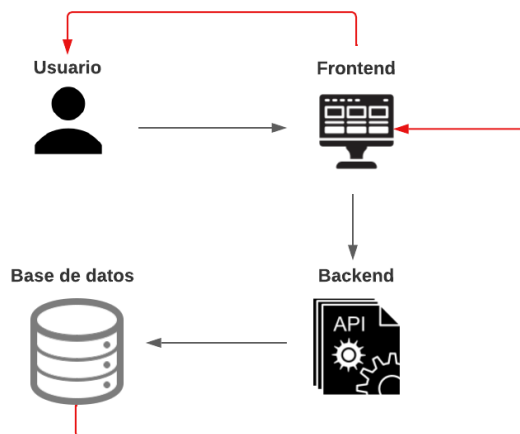 Usuario
Frontend
Base de datos
Backend
API